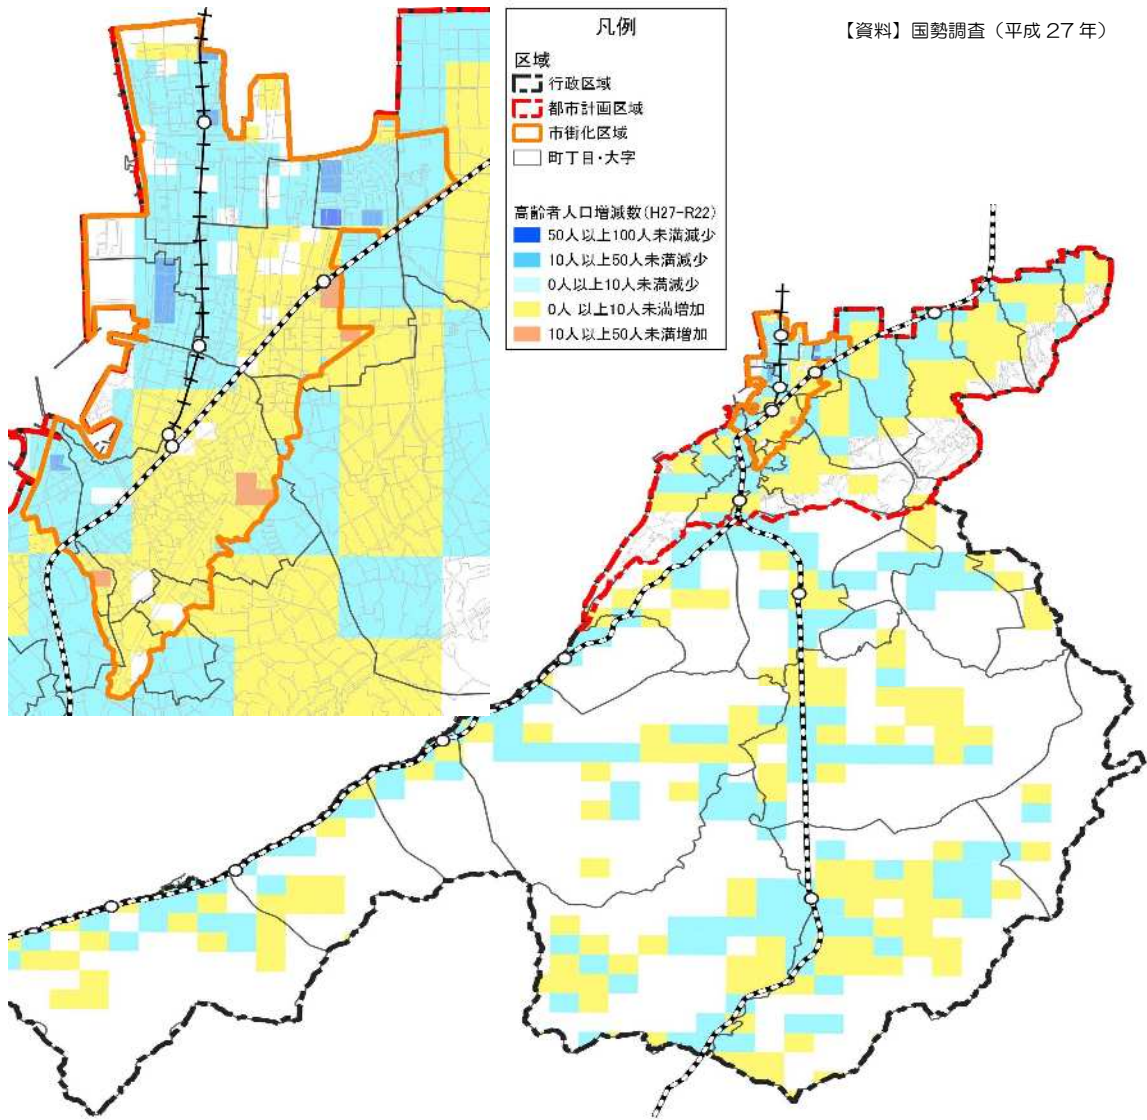 凡例
【資料】国勢調査（平成 27 年）
区域
行政区域
都市計画区域
市街化区域
町丁目・大字
高齢者人口増減数(H27-R22)
50人以上100人未満減少
10人以上50人未満減少
0人以上10人未満減少
0人 以上10人未満増加
10人以上50人未満増加